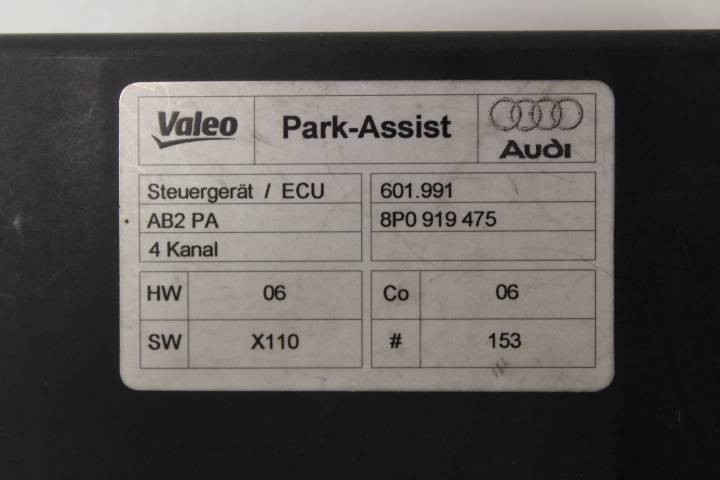 Valeo Park-Assist Audi
Steuergerät / ECU 601.991
AB2 PA 8P0 919 475
4 Kanal
HW 06 Co 06
SW X110 # 153